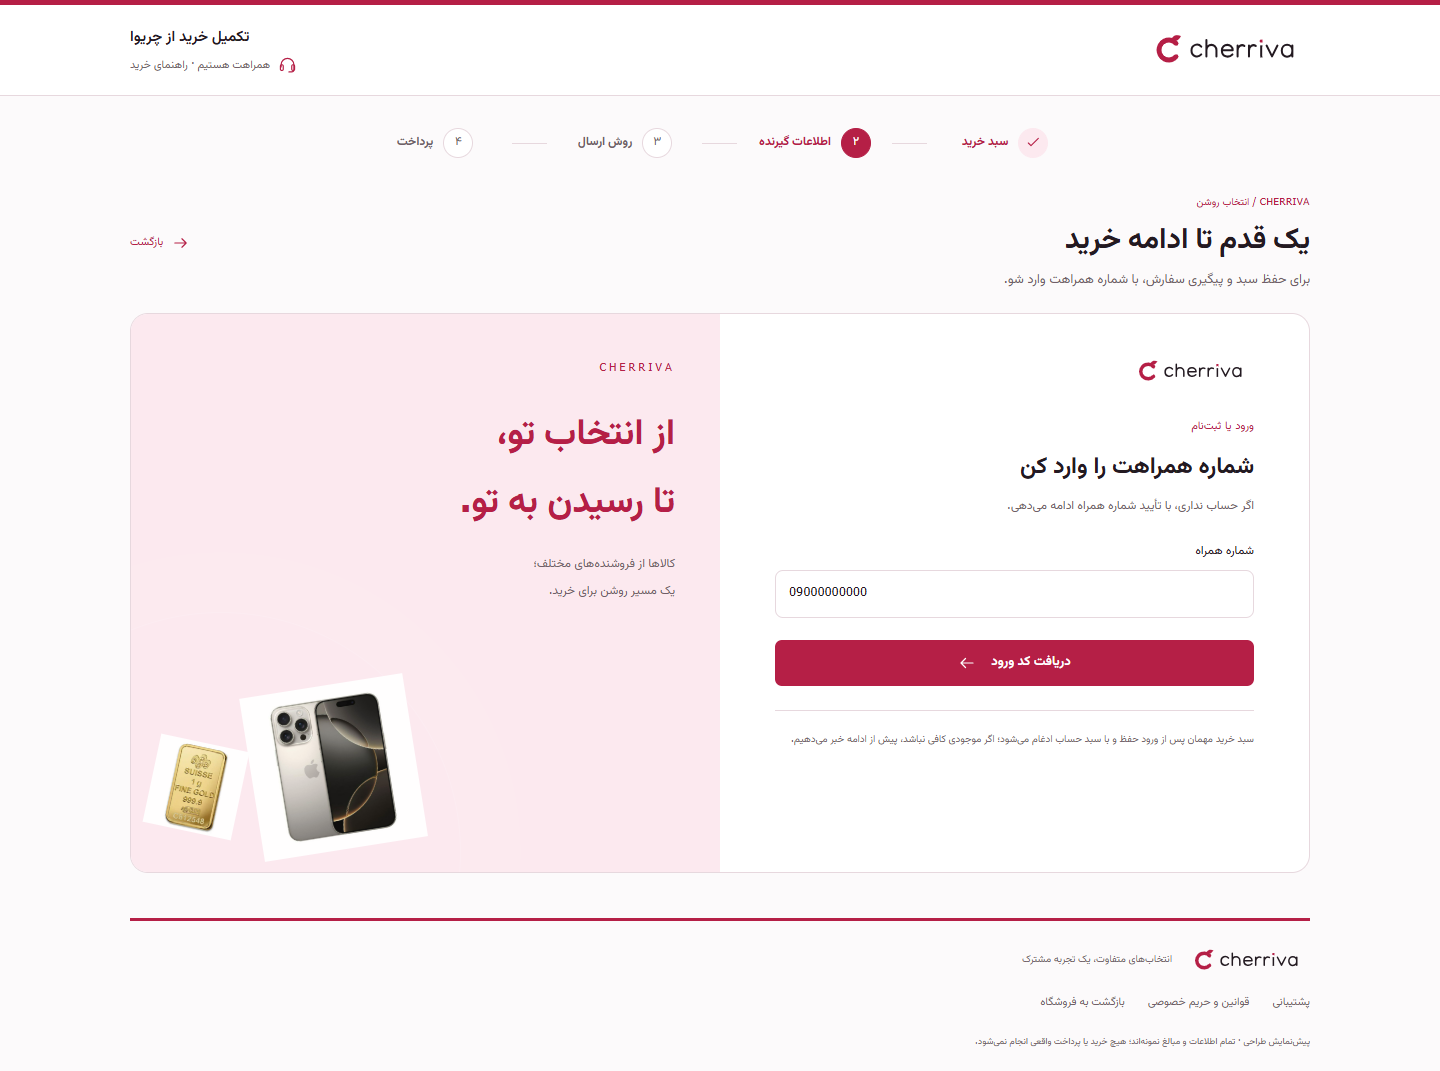 cherriva
تکمیل خرید از چریوا
همراهت هستیم · راهنمای خرید
سبد خرید
۲ اطلاعات گیرنده
۳ روش ارسال
۴ پرداخت
CHERRIVA / انتخاب روشن
یک قدم تا ادامه خرید
بازگشت
برای حفظ سبد و پیگیری سفارش، با شماره همراهت وارد شو.
cherriva
ورود یا ثبت‌نام
شماره همراهت را وارد کن
اگر حساب نداری، با تأیید شماره همراه ادامه می‌دهی.
شماره همراه
09000000000
دریافت کد ورود
سبد خرید مهمان پس از ورود حفظ و با سبد حساب ادغام می‌شود؛ اگر موجودی کافی نباشد، پیش از ادامه خبر می‌دهیم.
CHERRIVA
از انتخاب تو،
تا رسیدن به تو.
کالاها از فروشنده‌های مختلف؛
یک مسیر روشن برای خرید.
SUISSE
1 g
FINE GOLD
999.9
cherriva
انتخاب‌های متفاوت، یک تجربه مشترک
پشتیبانی
قوانین و حریم خصوصی
بازگشت به فروشگاه
پیش‌نمایش طراحی · تمام اطلاعات و مبالغ نمونه‌اند؛ هیچ خرید یا پرداخت واقعی انجام نمی‌شود.